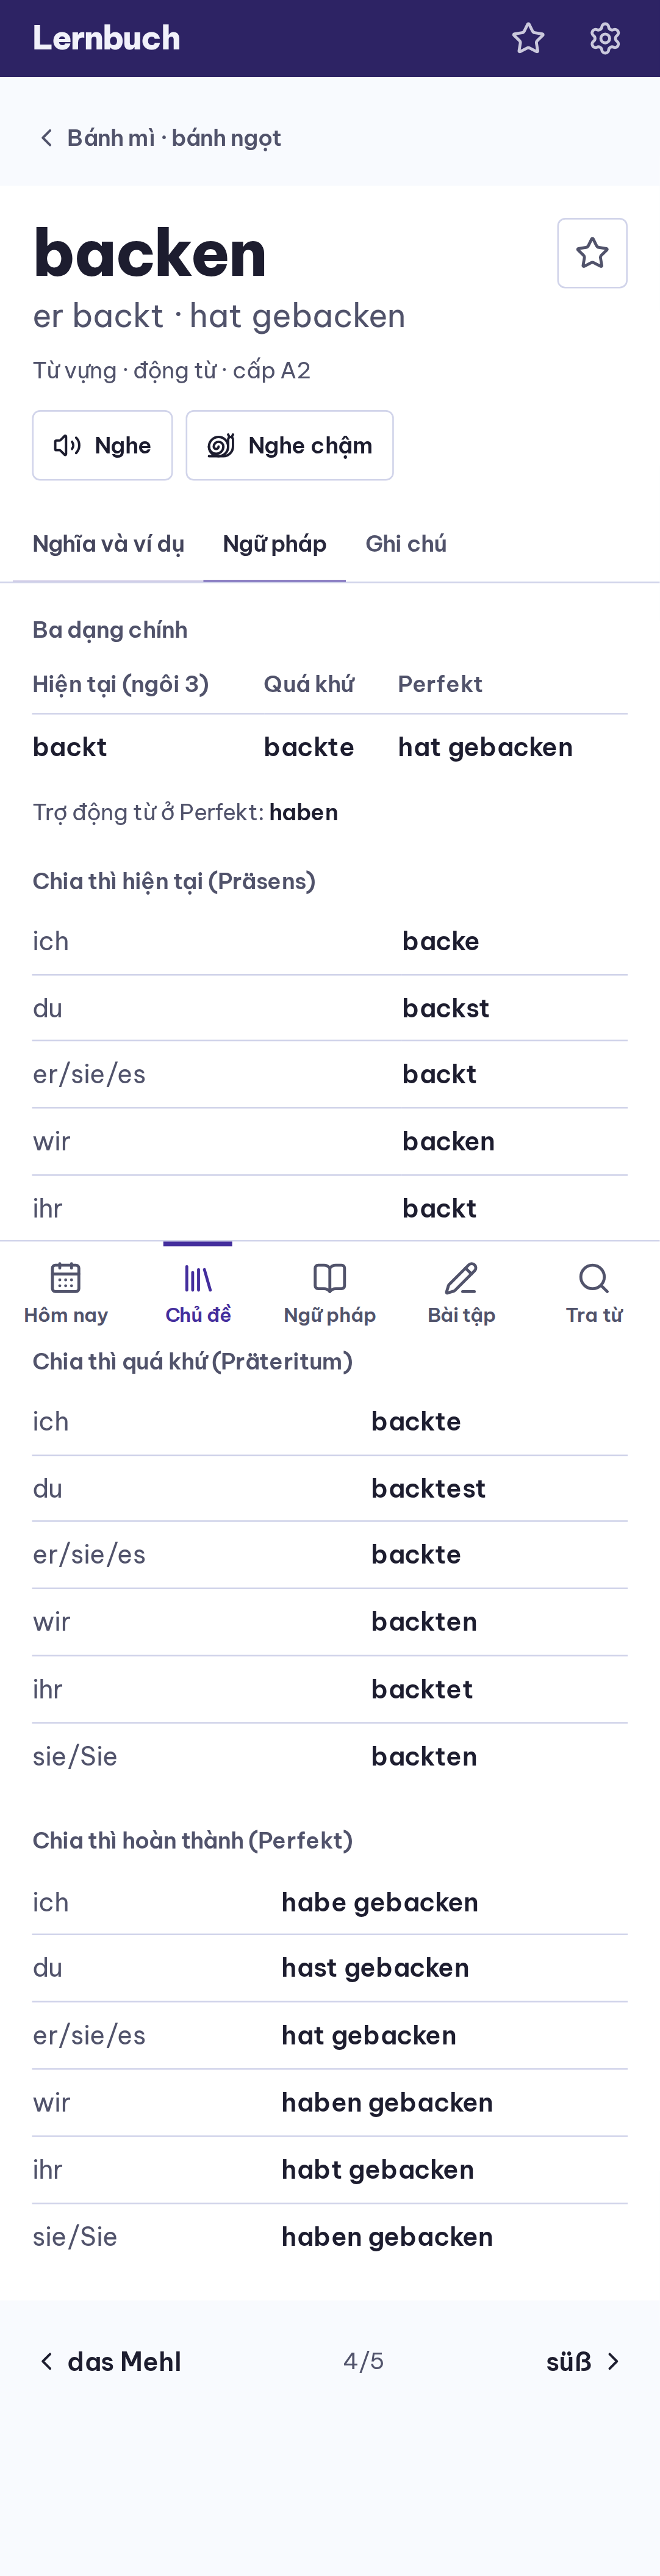 Lernbuch
Bánh mì · bánh ngọt
backen
er backt · hat gebacken
Từ vựng · động từ · cấp A2
Nghe Nghe chậm
Nghĩa và ví dụ Ngữ pháp Ghi chú
Ba dạng chính
Hiện tại (ngôi 3) Quá khứ Perfekt
backt backte hat gebacken
Trợ động từ ở Perfekt: haben
Chia thì hiện tại (Präsens)
ich backe
du backst
er/sie/es backt
wir backen
ihr backt
Hôm nay Chủ đề Ngữ pháp Bài tập Tra từ
Chia thì quá khứ (Präteritum)
ich backte
du backtest
er/sie/es backte
wir backten
ihr backtet
sie/Sie backten
Chia thì hoàn thành (Perfekt)
ich habe gebacken
du hast gebacken
er/sie/es hat gebacken
wir haben gebacken
ihr habt gebacken
sie/Sie haben gebacken
das Mehl 4/5 süß